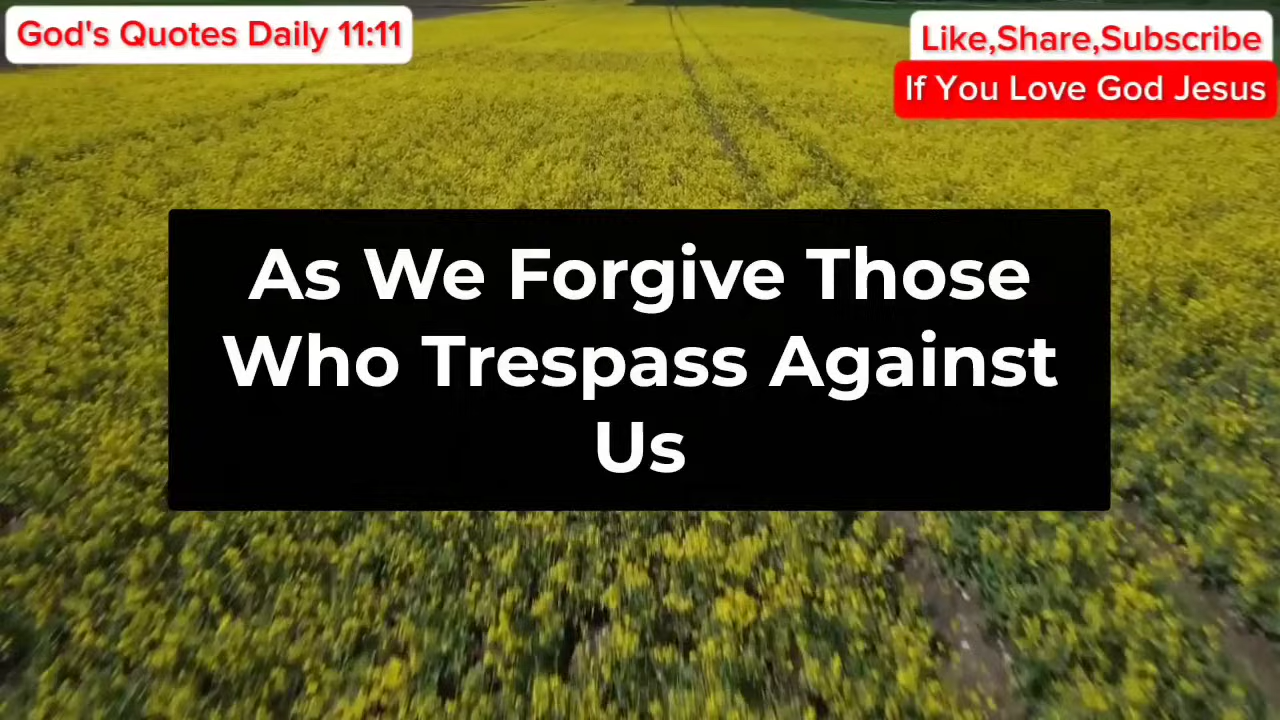 God's Quotes Daily 11:11
Like,Share,Subscribe
If You Love God Jesus
As We Forgive Those
Who Trespass Against
Us